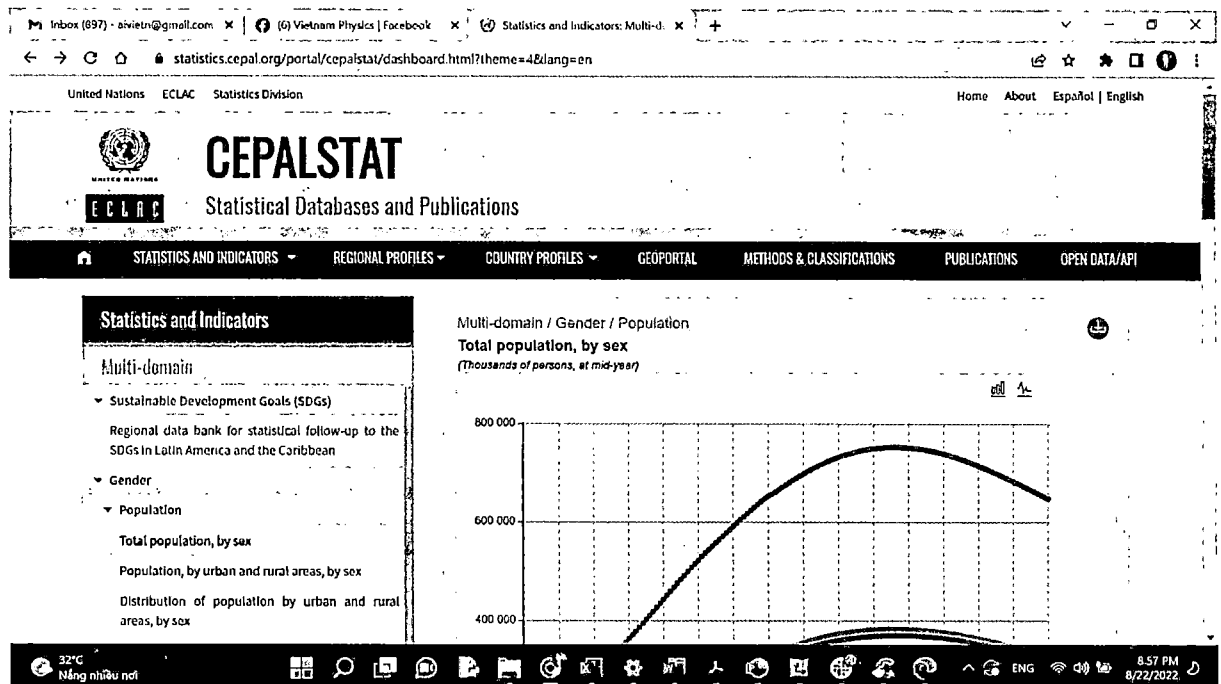 Inbox (697) - aivietn@gmail.com
(6) Vietnam Physics | Facebook
Statistics and Indicators: Multi-d
statistics.cepal.org/portal/cepalstat/dashboard.html?theme=4&lang=en
United Nations ECLAC Statistics Division
Home About Español | English
UNITED NATIONS
ECLAC
CEPALSTAT
Statistical Databases and Publications
STATISTICS AND INDICATORS REGIONAL PROFILES COUNTRY PROFILES GEOPORTAL METHODS & CLASSIFICATIONS PUBLICATIONS OPEN DATA/API
Statistics and Indicators
Multi-domain
Sustainable Development Goals (SDGs)
Regional data bank for statistical follow-up to the
SDGs in Latin America and the Caribbean
Gender
Population
Total population, by sex
Population, by urban and rural areas, by sex
Distribution of population by urban and rural
areas, by sex
Multi-domain / Gender / Population
Total population, by sex
(Thousands of persons, at mid-year)
800 000
600 000
400 000
32°C
Nắng nhiều nơi
ENG
8:57 PM
8/22/2022